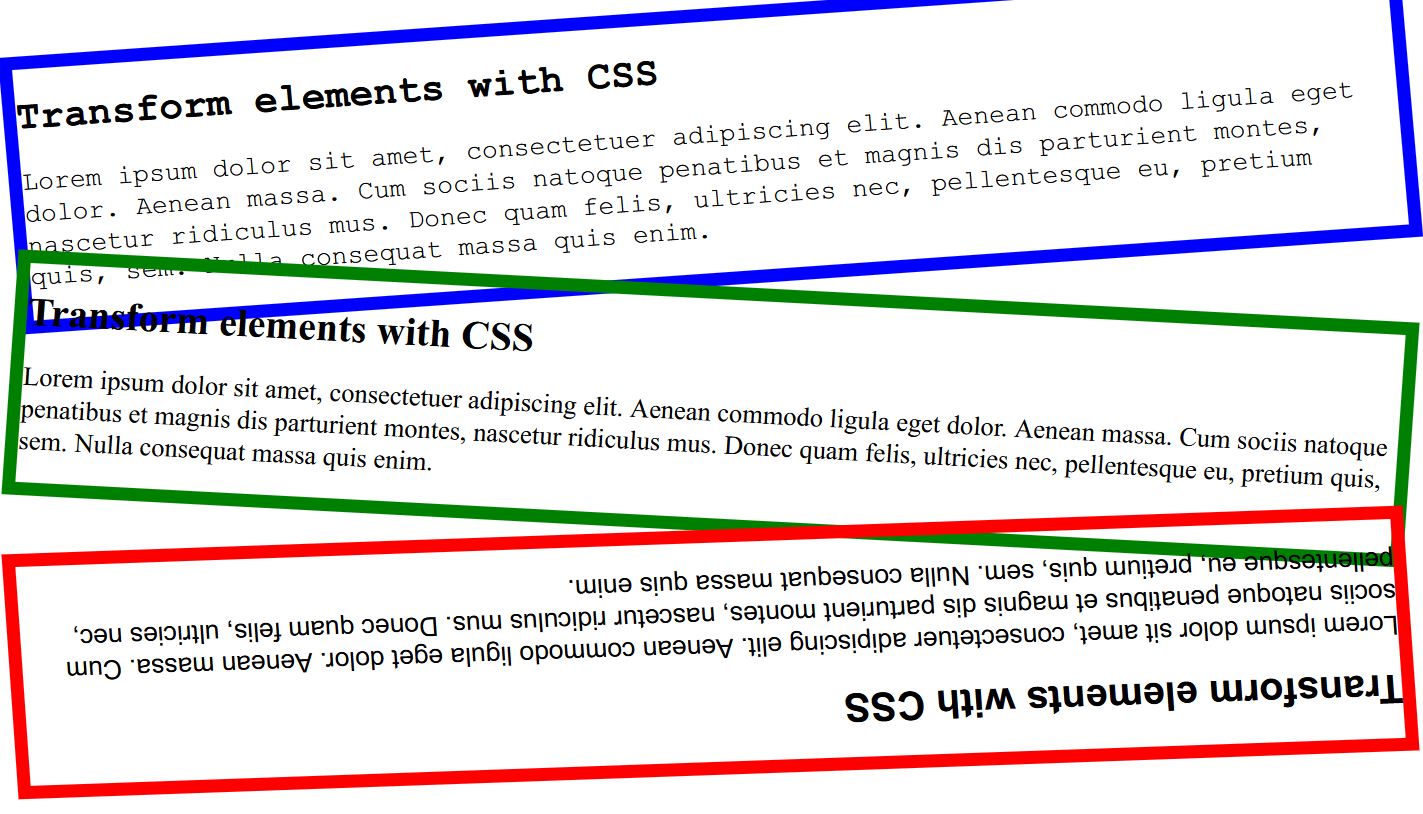 Transform elements with CSS
Lorem ipsum dolor sit amet, consectetuer adipiscing elit. Aenean commodo ligula eget
dolor. Aenean massa. Cum sociis natoque penatibus et magnis dis parturient montes,
nascetur ridiculus mus. Donec quam felis, ultricies nec, pellentesque eu, pretium
quis, sem. Nulla consequat massa quis enim.
Transform elements with CSS
Lorem ipsum dolor sit amet, consectetuer adipiscing elit. Aenean commodo ligula eget dolor. Aenean massa. Cum sociis natoque
penatibus et magnis dis parturient montes, nascetur ridiculus mus. Donec quam felis, ultricies nec, pellentesque eu, pretium quis,
sem. Nulla consequat massa quis enim.
Transform elements with CSS
Lorem ipsum dolor sit amet, consectetuer adipiscing elit. Aenean commodo ligula eget dolor. Aenean massa. Cum
sociis natoque penatibus et magnis dis parturient montes, nascetur ridiculus mus. Donec quam felis, ultricies nec,
pellentesque eu, pretium quis, sem. Nulla consequat massa quis enim.